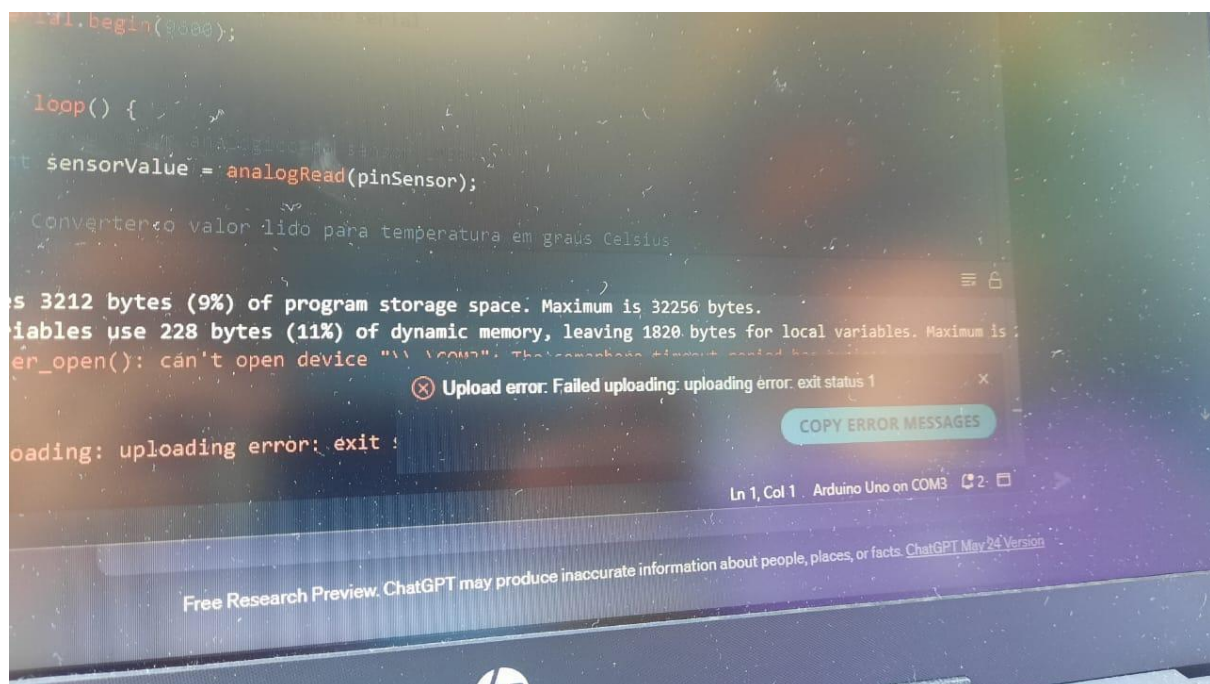 .begin(9600);
loop() {
sensorValue = analogRead(pinSensor);
Converter o valor lido para temperatura em graus Celsius
s 3212 bytes (9%) of program storage space. Maximum is 32256 bytes.
iables use 228 bytes (11%) of dynamic memory, leaving 1820 bytes for local variables. Maximum is
er_open(): can't open device
Upload error: Failed uploading: uploading error: exit status 1
COPY ERROR MESSAGES
oading: uploading error: exit
Ln 1, Col 1 Arduino Uno on COM3 2
Free Research Preview. ChatGPT may produce inaccurate information about people, places, or facts. ChatGPT May 24 Version
hp